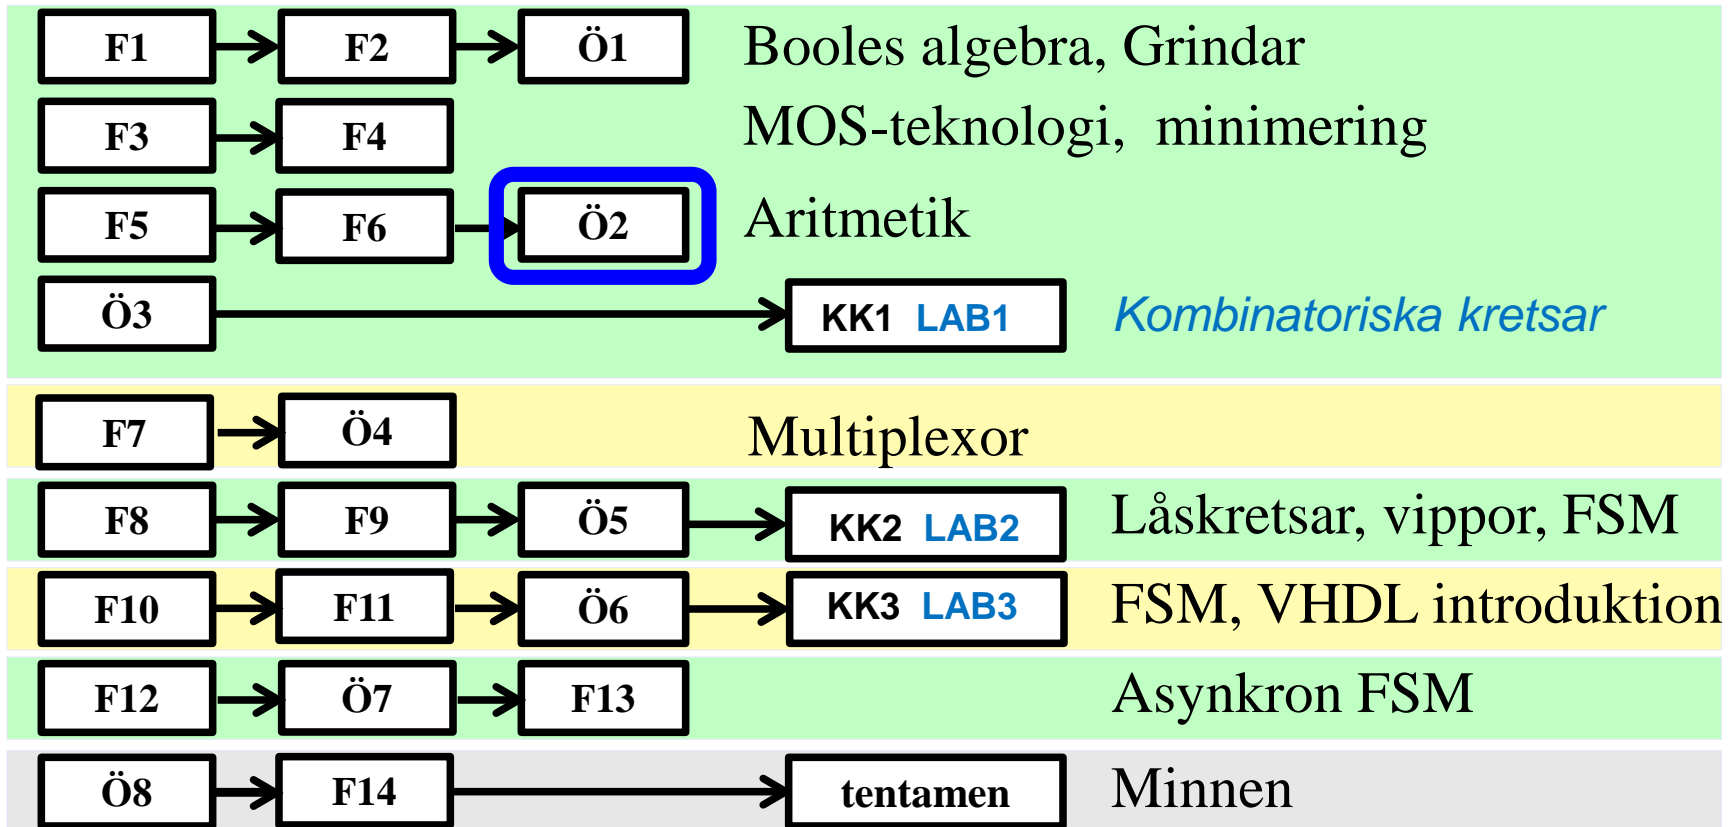 F1 F2 Ö1 Booles algebra, Grindar
F3 F4 MOS-teknologi, minimering
F5 F6 Ö2 Aritmetik
Ö3 KK1 LAB1 Kombinatoriska kretsar
F7 Ö4 Multiplexor
F8 F9 Ö5 KK2 LAB2 Låskretsar, vippor, FSM
F10 F11 Ö6 KK3 LAB3 FSM, VHDL introduktion
F12 Ö7 F13 Asynkron FSM
Ö8 F14 tentamen Minnen